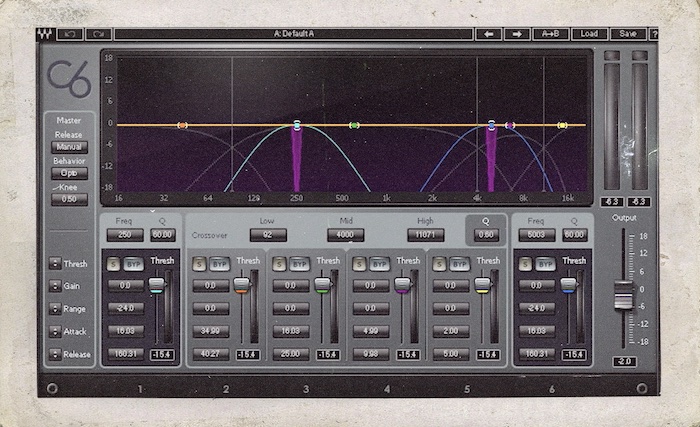 A: Default A
A→B
Load
Save
?
C6
Master
Release
Manual
Behavior
Opto
Knee
0.50
Thresh
Gain
Range
Attack
Release
18
12
6
0
-6
-12
-18
16 32 64 128 250 500 1k 2k 4k 8k 16k
-6.3 -6.3
Output
18
12
6
0
-6
-12
-18
-2.0
Freq Q
250 60.00
Crossover
Low Mid High Q
92 4000 11071 0.60
Freq Q
5003 60.00
S BYP Thresh S BYP Thresh S BYP Thresh S BYP Thresh S BYP Thresh S BYP Thresh
0.0 0.0 0.0 0.0 0.0 0.0
-24.0 0.0 0.0 0.0 0.0 -24.0
16.03 34.99 16.03 4.99 2.00 16.03
160.31 -15.4 40.27 -15.4 25.00 -15.4 9.98 -15.4 5.00 -15.4 160.31 -15.4
1 2 3 4 5 6